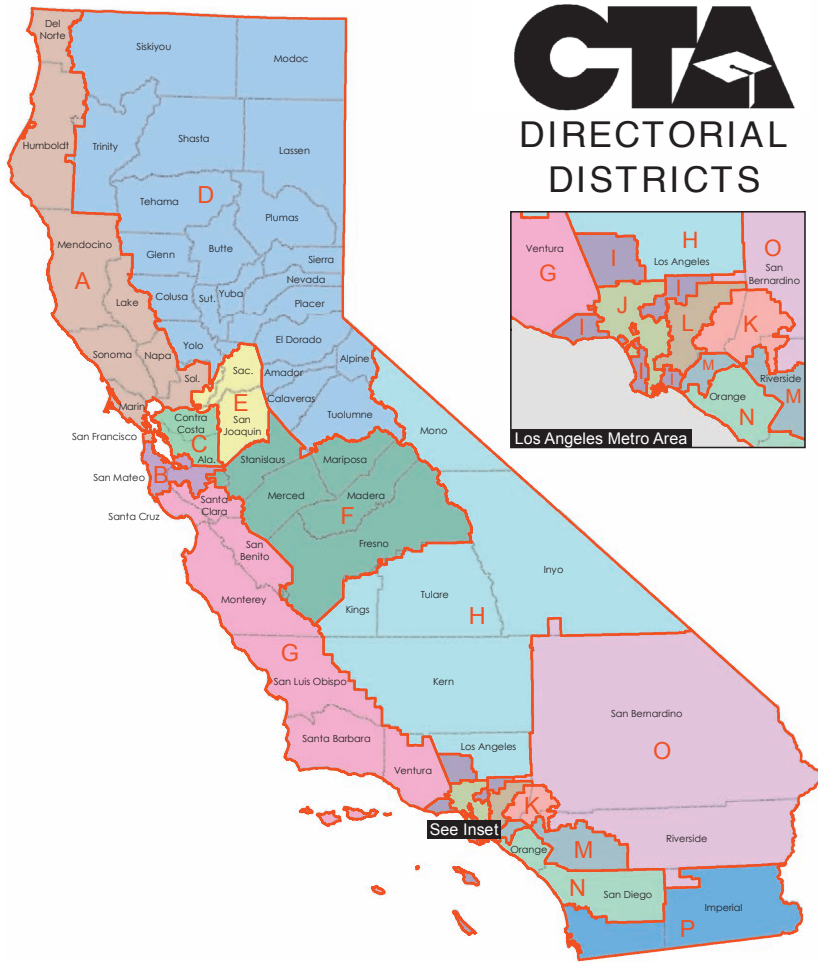 CTA
DIRECTORIAL
DISTRICTS
Del
Norte
Siskiyou
Modoc
Humboldt
Trinity
Shasta
Lassen
Tehama
D
Plumas
Mendocino
Glenn
Butte
Sierra
A
Lake
Colusa
Sut.
Yuba
Nevada
Placer
Sonoma
Napa
Yolo
El Dorado
Sol.
Sac.
Amador
Alpine
Marin
E
Calaveras
Contra
Costa
San
Joaquin
Tuolumne
San Francisco
C
Ala.
Mono
Stanislaus
Mariposa
San Mateo
B
Santa
Clara
Merced
Madera
Santa Cruz
F
San
Benito
Fresno
Inyo
Monterey
Kings
Tulare
H
G
San Luis Obispo
Kern
San Bernardino
Santa Barbara
Los Angeles
O
Ventura
K
See Inset
Riverside
Orange
M
N
San Diego
Imperial
P
Ventura
G
I
H
Los Angeles
O
San
Bernardino
I
J
K
I
L
I
I
M
Riverside
M
Orange
N
Los Angeles Metro Area